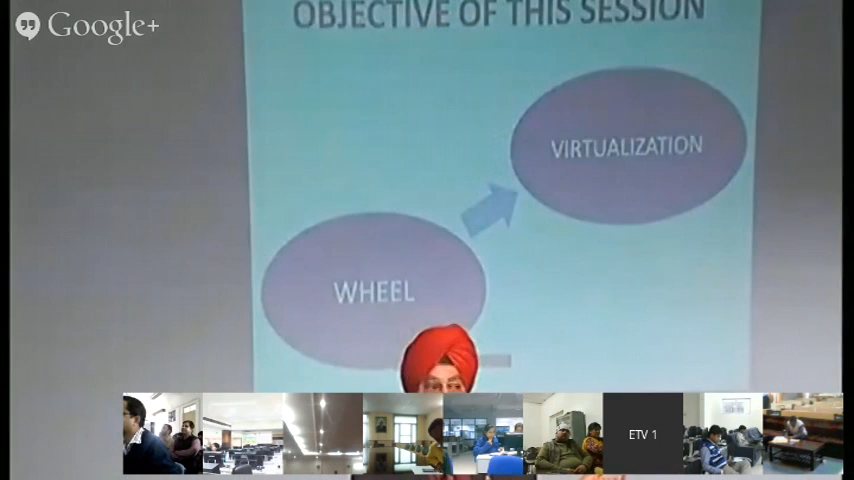 Google+
OBJECTIVE OF THIS SESSION
VIRTUALIZATION
WHEEL
ETV 1